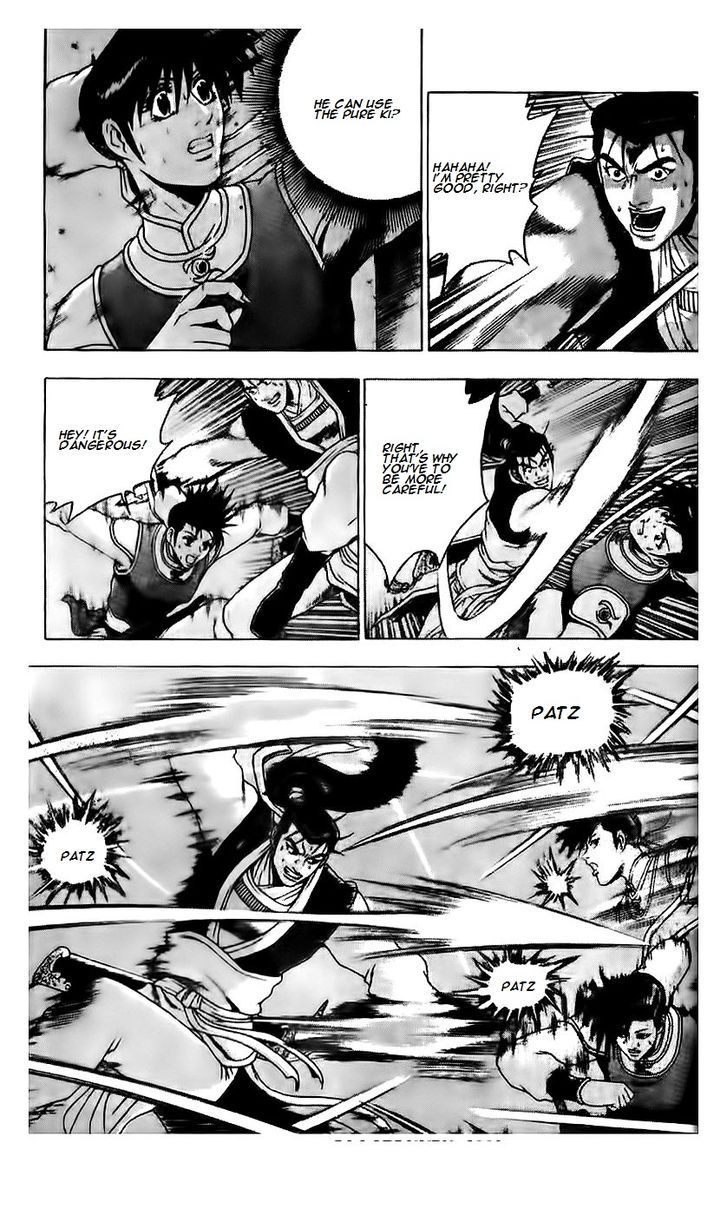 HE CAN USE
THE PURE KI?
HAHAHA!
I'M PRETTY
GOOD, RIGHT?
HEY! IT'S
DANGEROUS!
RIGHT,
THAT'S WHY
YOU'VE TO
BE MORE
CAREFUL!
PATZ
PATZ
PATZ